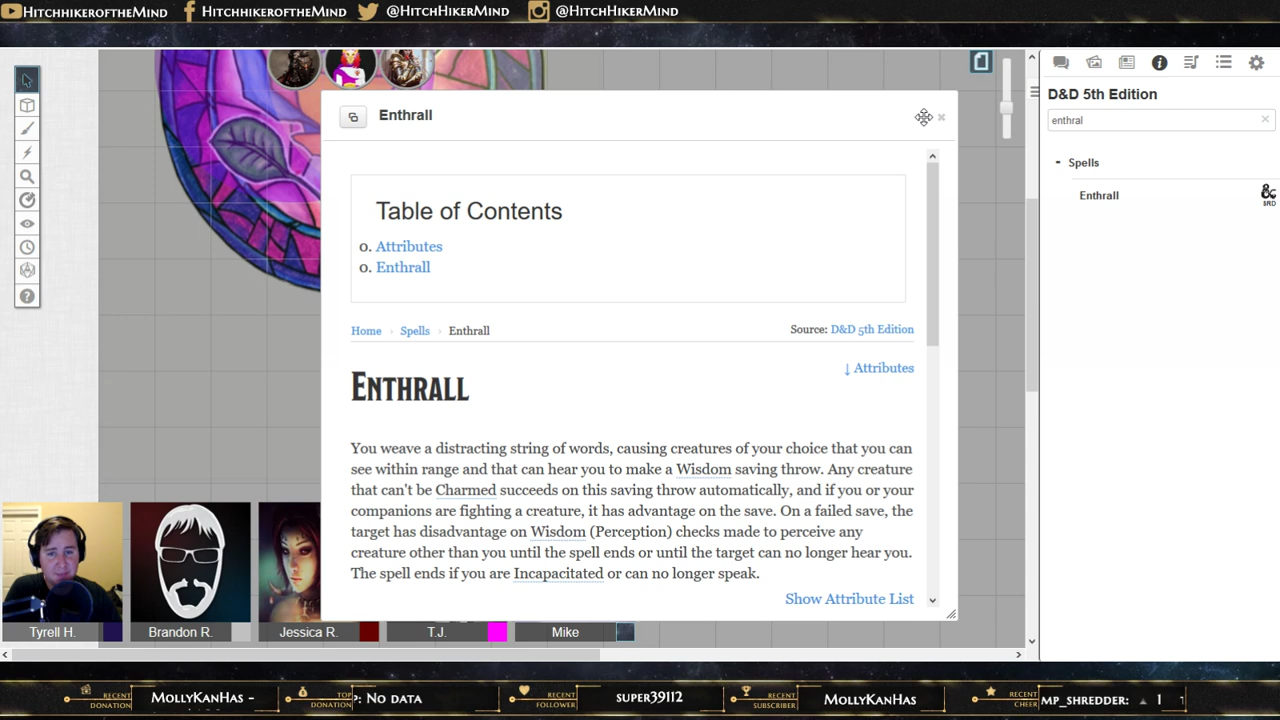 HitchhikeroftheMind HitchhikeroftheMind @HitchHikerMind @HitchHikerMind
D&D 5th Edition
enthral
Spells
Enthrall
SRD
Enthrall
Table of Contents
0. Attributes
0. Enthrall
Home › Spells › Enthrall
Source: D&D 5th Edition
↓ Attributes
Enthrall
You weave a distracting string of words, causing creatures of your choice that you can
see within range and that can hear you to make a Wisdom saving throw. Any creature
that can't be Charmed succeeds on this saving throw automatically, and if you or your
companions are fighting a creature, it has advantage on the save. On a failed save, the
target has disadvantage on Wisdom (Perception) checks made to perceive any
creature other than you until the spell ends or until the target can no longer hear you.
The spell ends if you are Incapacitated or can no longer speak.
Show Attribute List
Tyrell H. Brandon R. Jessica R. T.J. Mike
Recent Donation MollyKanHas - Top Donation ?: No data Recent Follower super39112 Recent Subscriber MollyKanHas Recent Cheer mp_shredder: 1